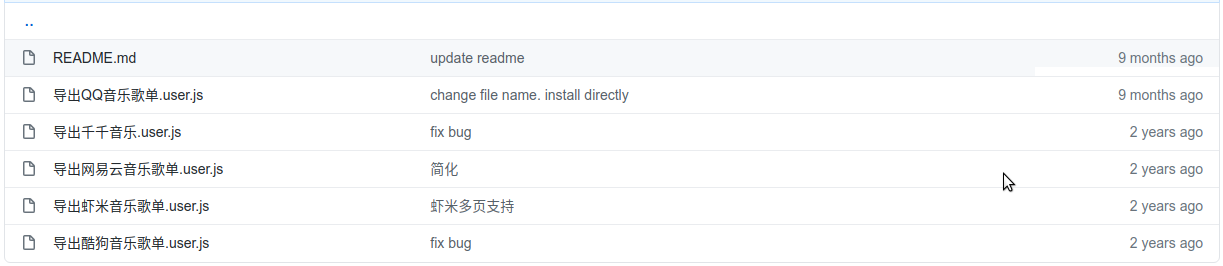 ..
README.md update readme 9 months ago
导出QQ音乐歌单.user.js change file name. install directly 9 months ago
导出千千音乐.user.js fix bug 2 years ago
导出网易云音乐歌单.user.js 简化 2 years ago
导出虾米音乐歌单.user.js 虾米多页支持 2 years ago
导出酷狗音乐歌单.user.js fix bug 2 years ago